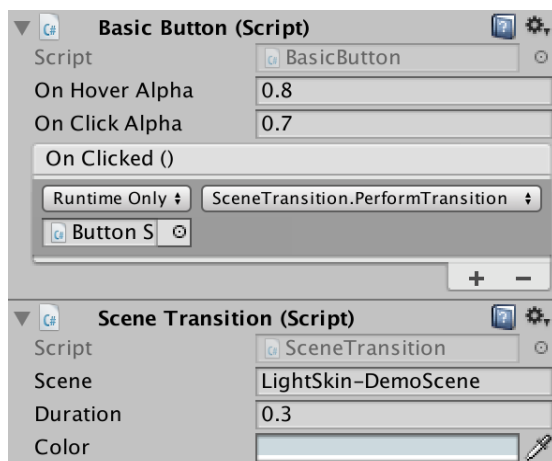 Basic Button (Script)
Script BasicButton
On Hover Alpha 0.8
On Click Alpha 0.7
On Clicked ()
Runtime Only SceneTransition.PerformTransition
Button S
Scene Transition (Script)
Script SceneTransition
Scene LightSkin-DemoScene
Duration 0.3
Color